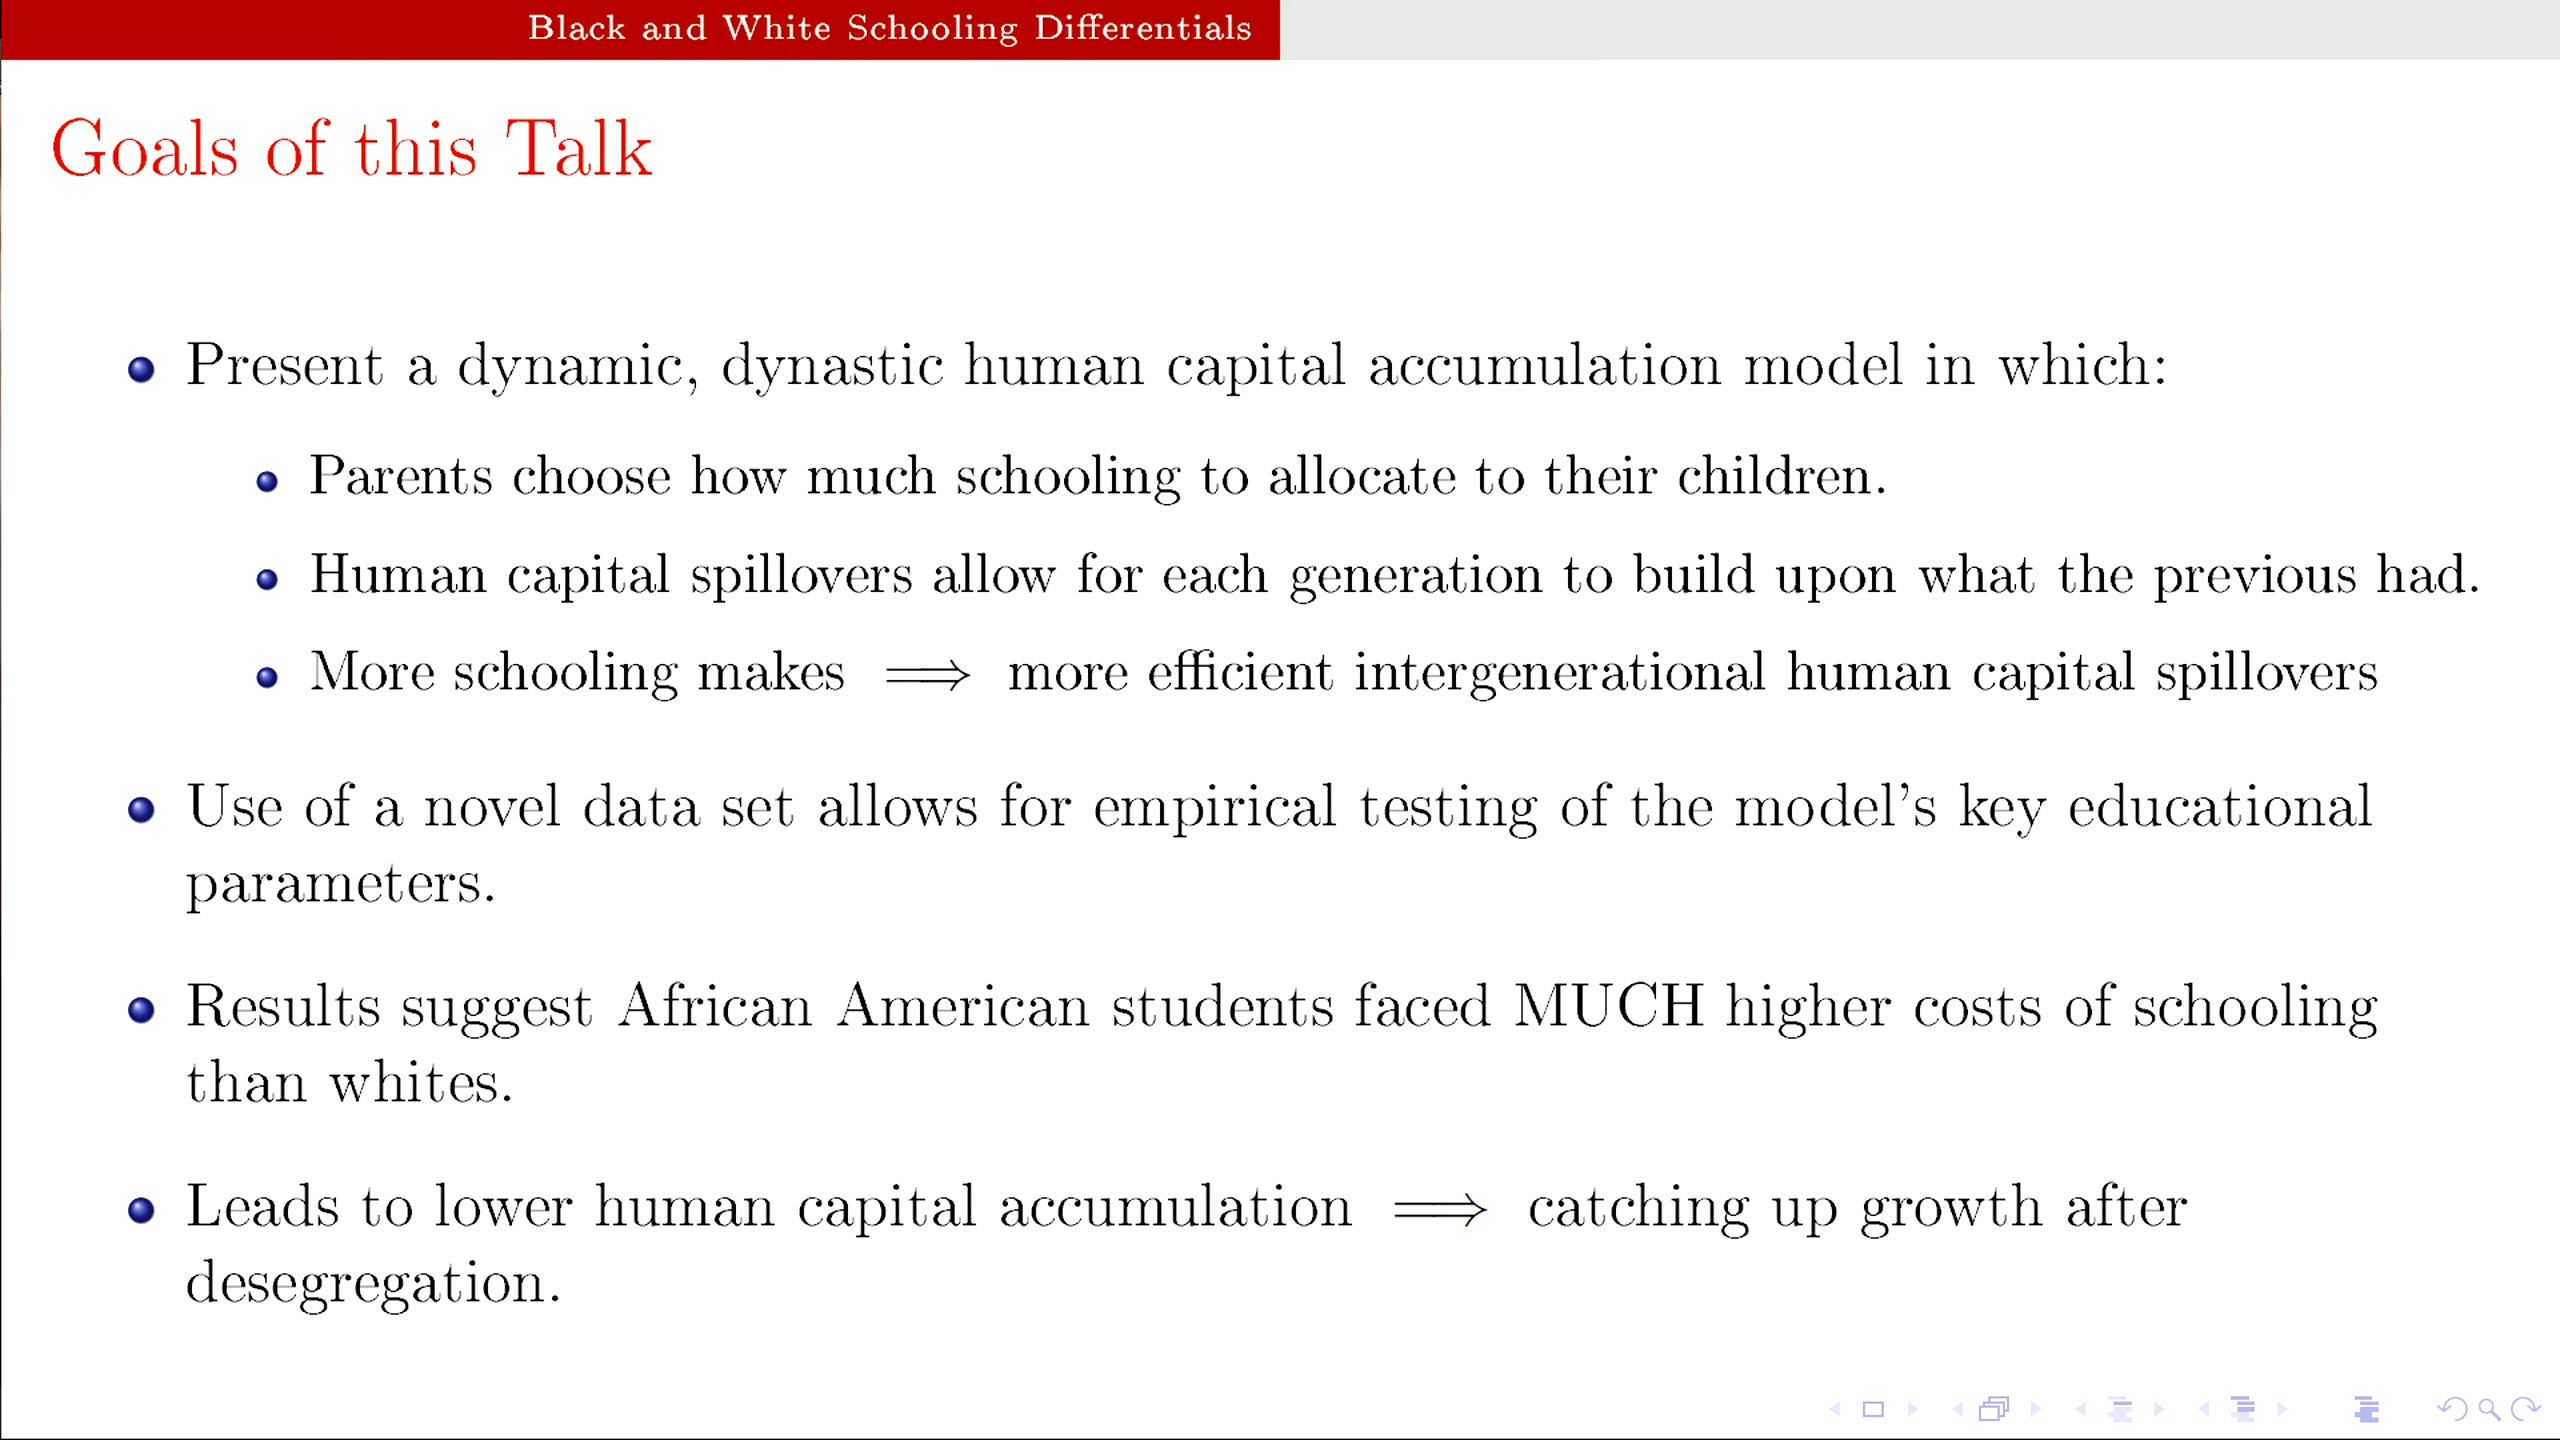 Black and White Schooling Differentials
Goals of this Talk
Present a dynamic, dynastic human capital accumulation model in which:
Parents choose how much schooling to allocate to their children.
Human capital spillovers allow for each generation to build upon what the previous had.
More schooling makes ⟹ more efficient intergenerational human capital spillovers
Use of a novel data set allows for empirical testing of the model's key educational
parameters.
Results suggest African American students faced MUCH higher costs of schooling
than whites.
Leads to lower human capital accumulation ⟹ catching up growth after
desegregation.